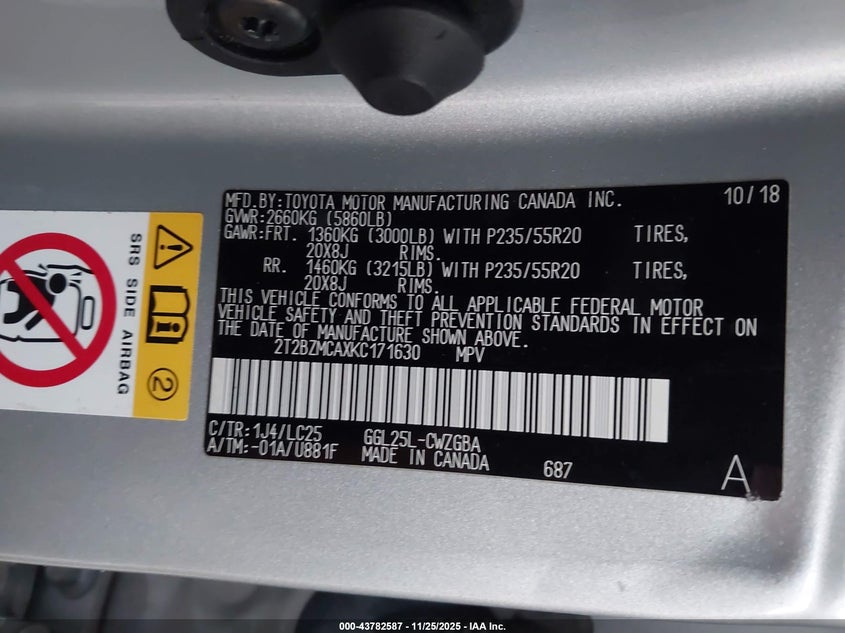 MFD.BY:TOYOTA MOTOR MANUFACTURING CANADA INC. 10/18
GVWR:2660KG (5860LB)
GAWR:FRT. 1360KG (3000LB) WITH P235/55R20 TIRES,
20X8J RIMS.
RR. 1460KG (3215LB) WITH P235/55R20 TIRES,
20X8J RIMS.
THIS VEHICLE CONFORMS TO ALL APPLICABLE FEDERAL MOTOR
VEHICLE SAFETY AND THEFT PREVENTION STANDARDS IN EFFECT ON
THE DATE OF MANUFACTURE SHOWN ABOVE.
2T2BZMCAXKC171630 MPV
C/TR:1J4/LC25 GGL25L-CWZGBA
A/TM:-01A/U881F MADE IN CANADA 687 A
SRS SIDE AIRBAG
2
000-43782587 - 11/25/2025 - IAA Inc.